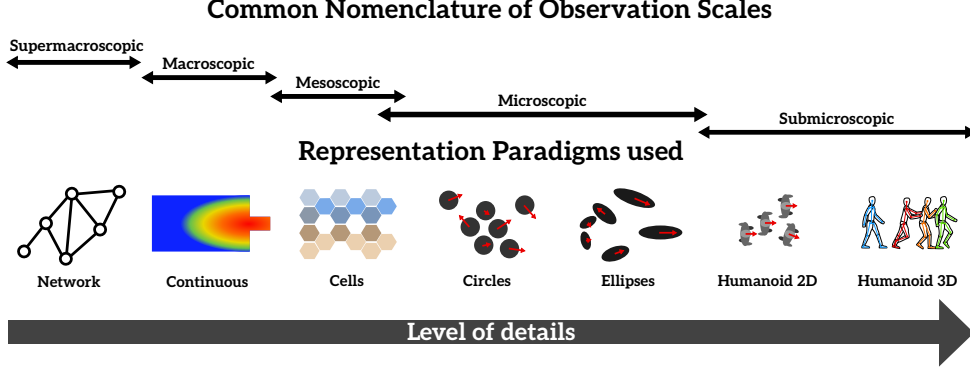 Common Nomenclature of Observation Scales
Supermacroscopic
Macroscopic
Mesoscopic
Microscopic
Submicroscopic
Representation Paradigms used
Network
Continuous
Cells
Circles
Ellipses
Humanoid 2D
Humanoid 3D
Level of details